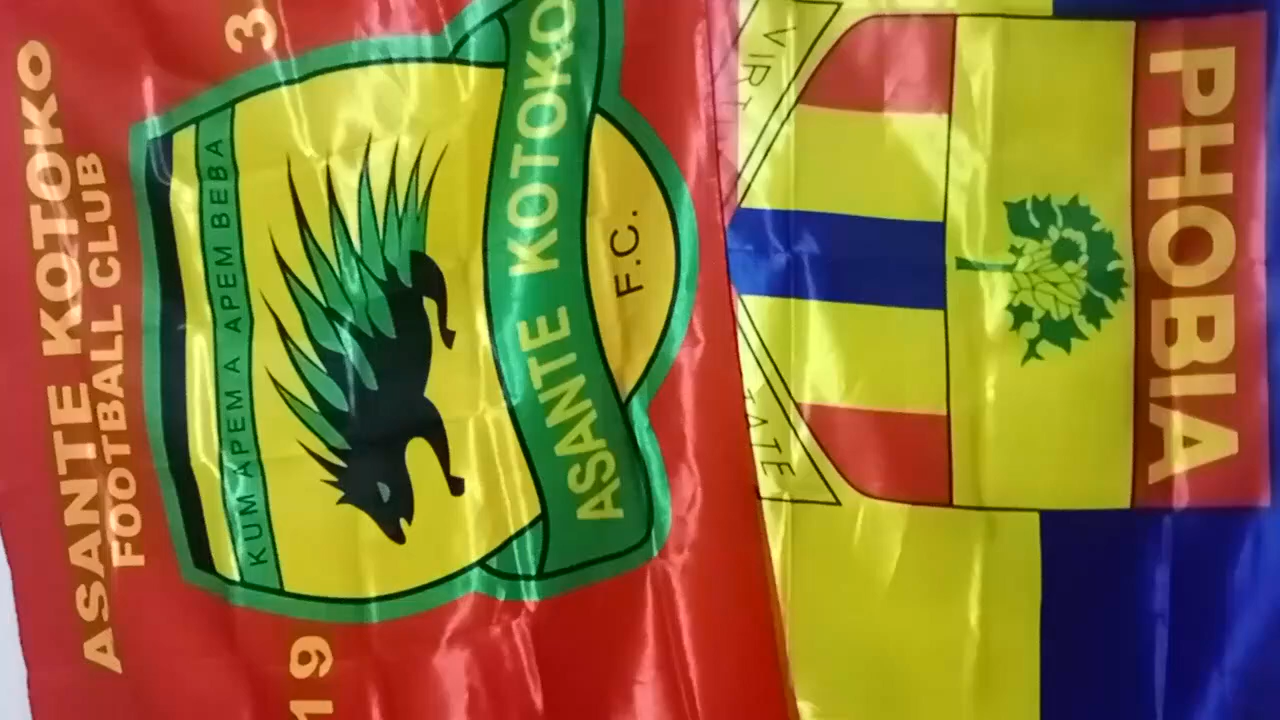 ASANTE KOTOKO
FOOTBALL CLUB
KUM APEM A APEM BEBA
19 3
ASANTE KOTOKO
F.C.
PHOBIA